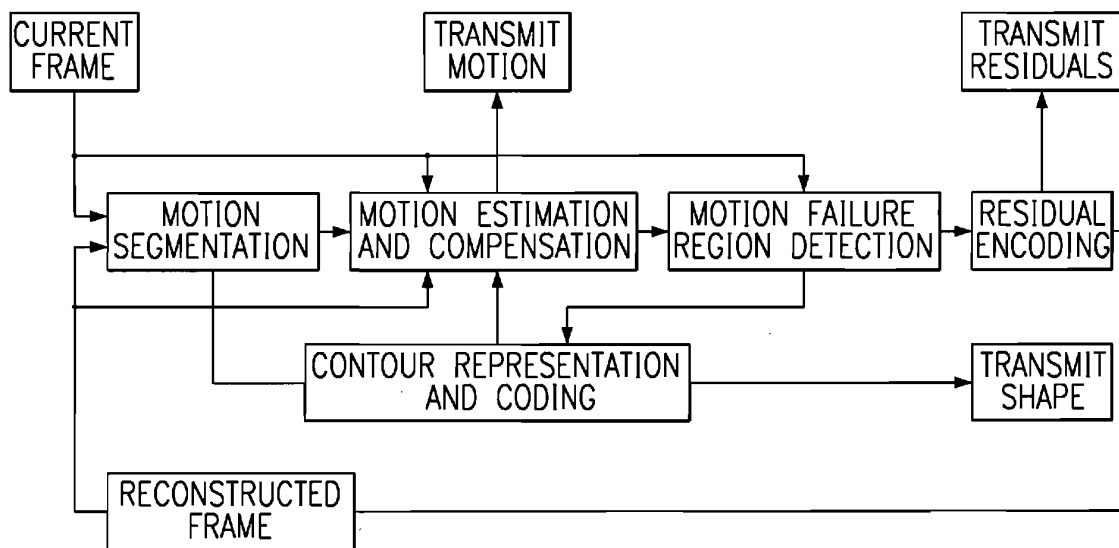 CURRENT
FRAME
TRANSMIT
MOTION
TRANSMIT
RESIDUALS
MOTION
SEGMENTATION
MOTION ESTIMATION
AND COMPENSATION
MOTION FAILURE
REGION DETECTION
RESIDUAL
ENCODING
CONTOUR REPRESENTATION
AND CODING
TRANSMIT
SHAPE
RECONSTRUCTED
FRAME